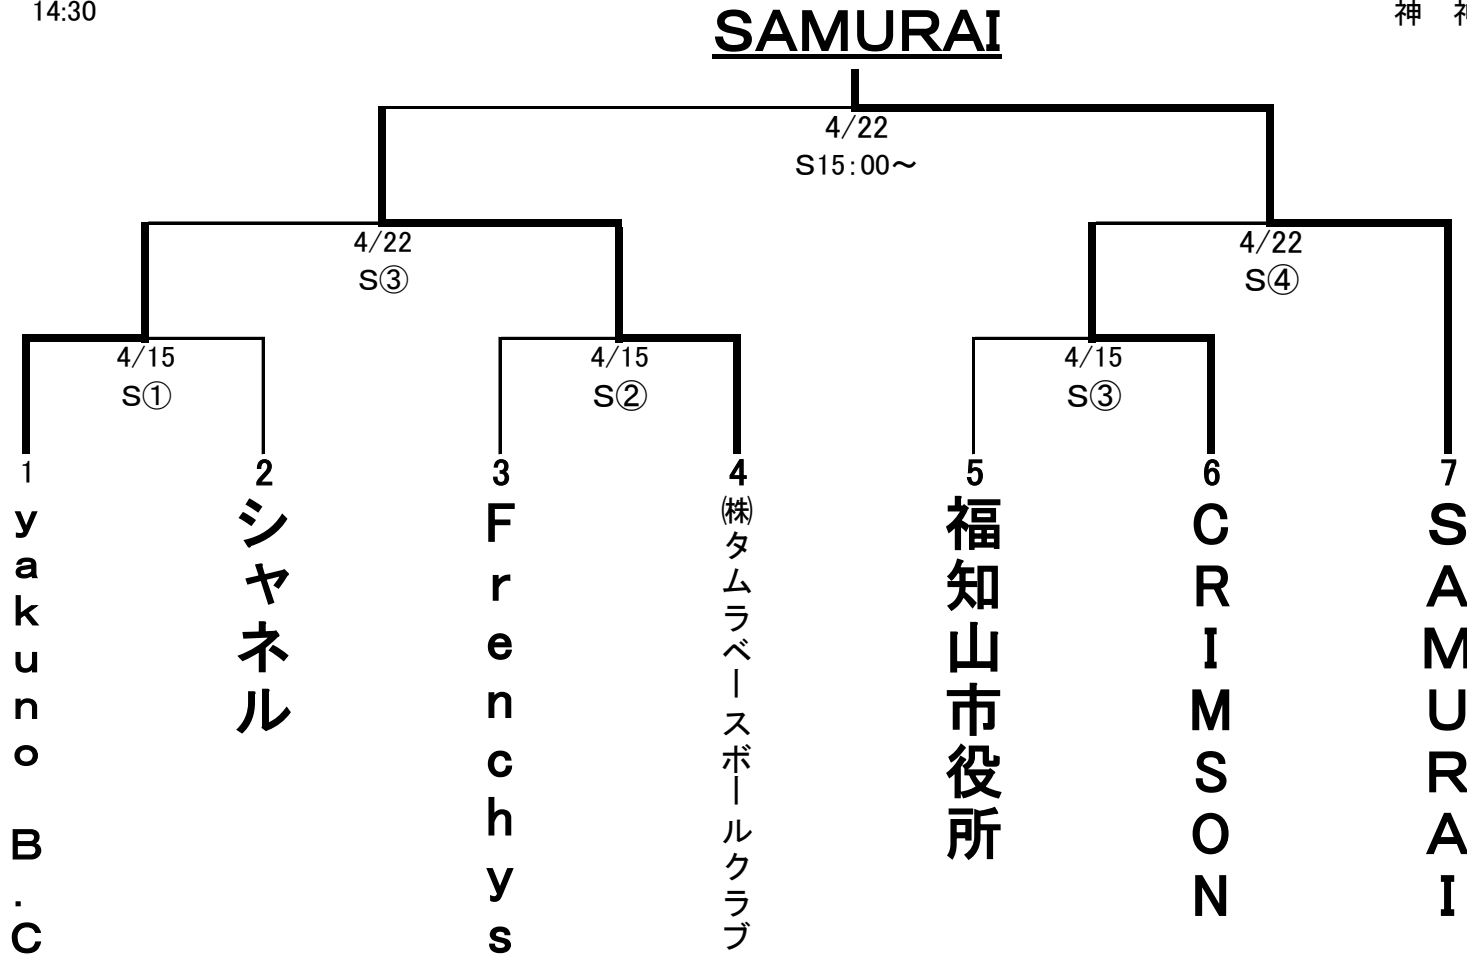 14:30
神 神
SAMURAI
4/22
S15:00～
4/22
S③
4/22
S④
4/15
S①
4/15
S②
4/15
S③
1
2
3
4
5
6
7
yakuno B.C
シャネル
Frenchys
㈱タムラベースボールクラブ
福知山市役所
CRIMSON
SAMURAI